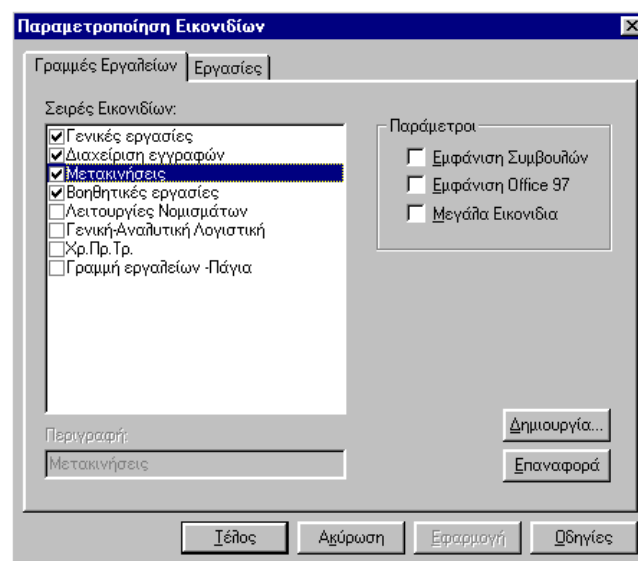 Παραμετροποίηση Εικονιδίων
Γραμμές Εργαλείων Εργασίες
Σειρές Εικονιδίων:
Γενικές εργασίες
Διαχείριση εγγραφών
Μετακινήσεις
Βοηθητικές εργασίες
Λειτουργίες Νομισμάτων
Γενική-Αναλυτική Λογιστική
Χρ.Πρ.Τρ.
Γραμμή εργαλείων -Πάγια
Παράμετροι
Εμφάνιση Συμβουλών
Εμφάνιση Office 97
Μεγάλα Εικονιδια
Περιγραφή:
Μετακινήσεις
Δημιουργία...
Επαναφορά
Τέλος Ακύρωση Εφαρμογή Οδηγίες